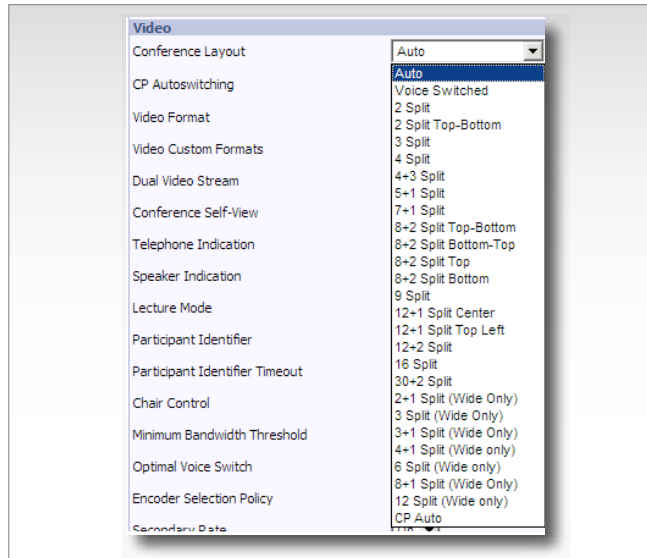 Video
Conference Layout
Auto
CP Autoswitching
Video Format
Video Custom Formats
Dual Video Stream
Conference Self-View
Telephone Indication
Speaker Indication
Lecture Mode
Participant Identifier
Participant Identifier Timeout
Chair Control
Minimum Bandwidth Threshold
Optimal Voice Switch
Encoder Selection Policy
Secondary Rate
Auto
Voice Switched
2 Split
2 Split Top-Bottom
3 Split
4 Split
4+3 Split
5+1 Split
7+1 Split
8+2 Split Top-Bottom
8+2 Split Bottom-Top
8+2 Split Top
8+2 Split Bottom
9 Split
12+1 Split Center
12+1 Split Top Left
12+2 Split
16 Split
30+2 Split
2+1 Split (Wide Only)
3 Split (Wide Only)
3+1 Split (Wide Only)
4+1 Split (Wide only)
6 Split (Wide only)
8+1 Split (Wide Only)
12 Split (Wide only)
CP Auto